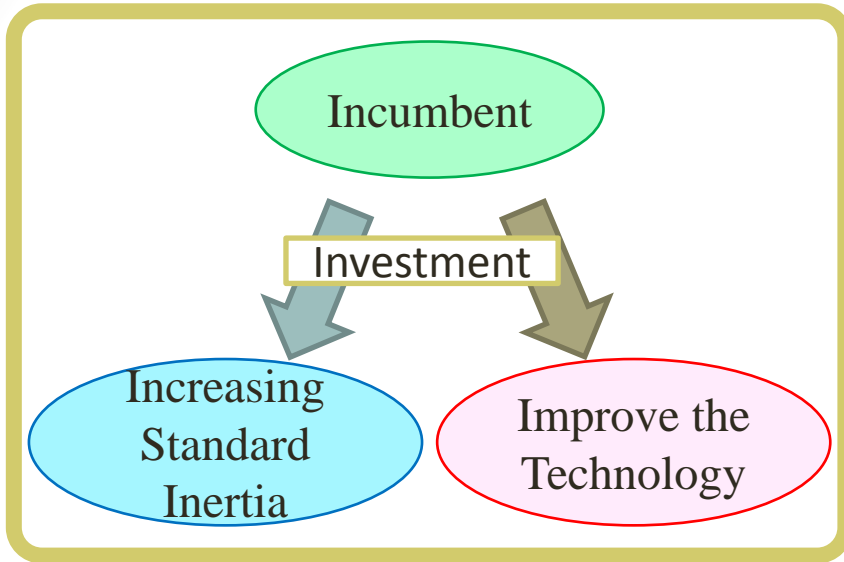 Incumbent
Investment
Increasing
Standard
Inertia
Improve the
Technology